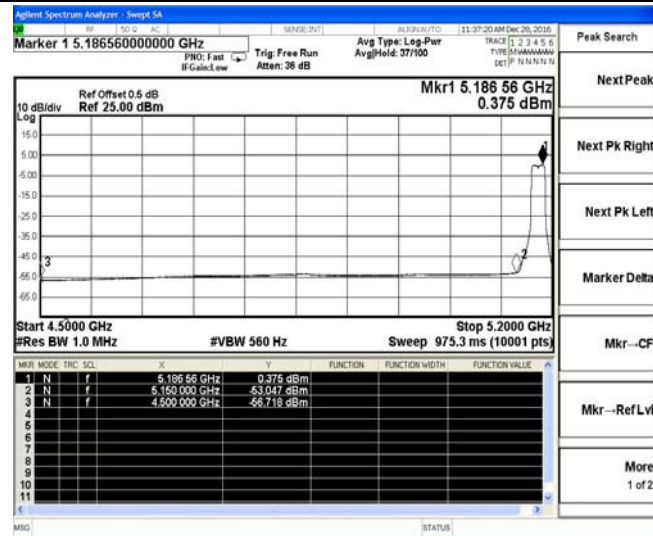 Agilent Spectrum Analyzer - Swept SA
RF 50 Ω AC SENSE:INT ALIGN AUTO 11:37:20 AM Dec 28, 2016
Marker 1 5.186560000000 GHz
PNO: Fast
IFGain:Low
Trig: Free Run
Atten: 36 dB
Avg Type: Log-Pwr
Avg|Hold: 37/100
TRACE 1 2 3 4 5 6
TYPE MWWWWW
DET P N N N N N
Ref Offset 0.5 dB
10 dB/div Ref 25.00 dBm
Log
Mkr1 5.186 56 GHz
0.375 dBm
15.0
5.00
-5.00
-15.0
-25.0
-35.0
-45.0
-55.0
-65.0
1
2
3
Start 4.5000 GHz Stop 5.2000 GHz
#Res BW 1.0 MHz #VBW 560 Hz Sweep 975.3 ms (10001 pts)
MKR MODE TRC SCL X Y FUNCTION FUNCTION WIDTH FUNCTION VALUE
1 N f 5.186 56 GHz 0.375 dBm
2 N f 5.150 000 GHz -53.047 dBm
3 N f 4.500 000 GHz -56.718 dBm
4
5
6
7
8
9
10
11
MSG STATUS
Peak Search
Next Peak
Next Pk Right
Next Pk Left
Marker Delta
Mkr→CF
Mkr→Ref Lvl
More
1 of 2